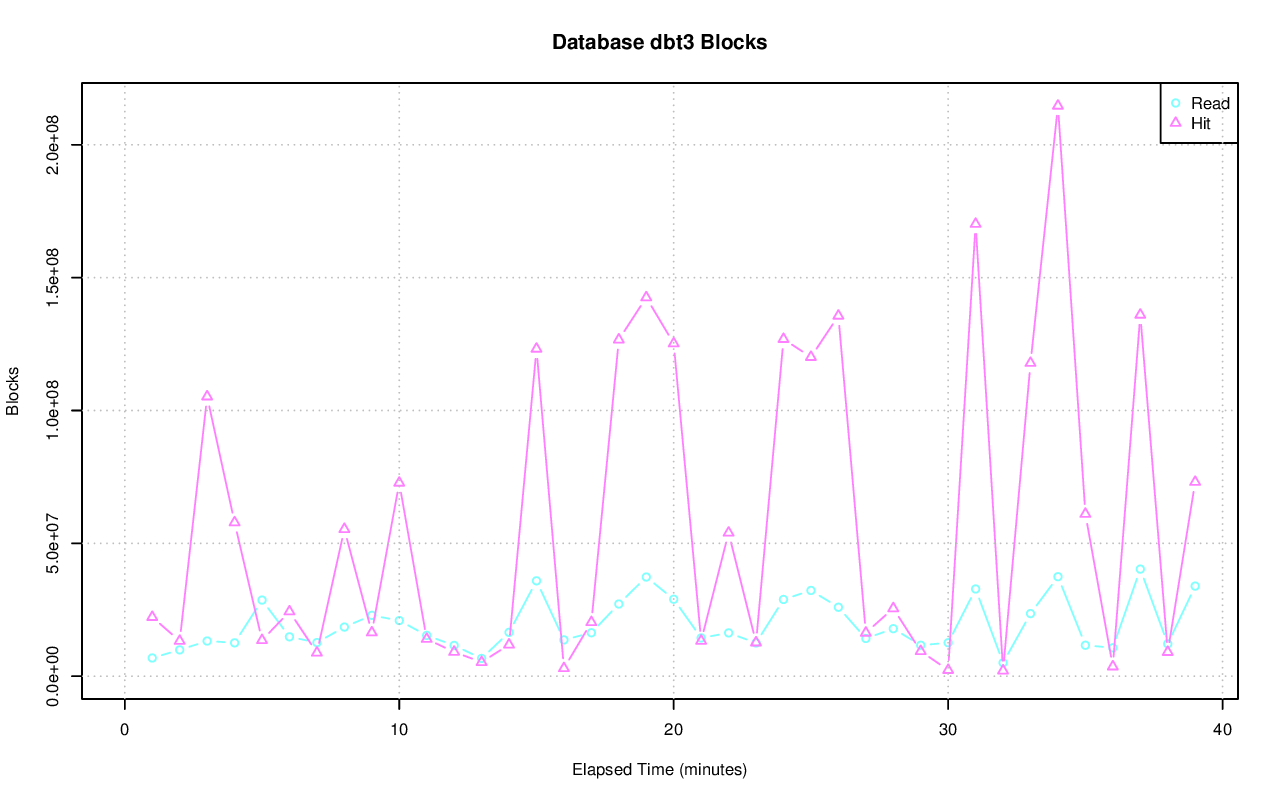 Database dbt3 Blocks
Read
Hit
2.0e+08
1.5e+08
1.0e+08
5.0e+07
0.0e+00
Blocks
0 10 20 30 40
Elapsed Time (minutes)